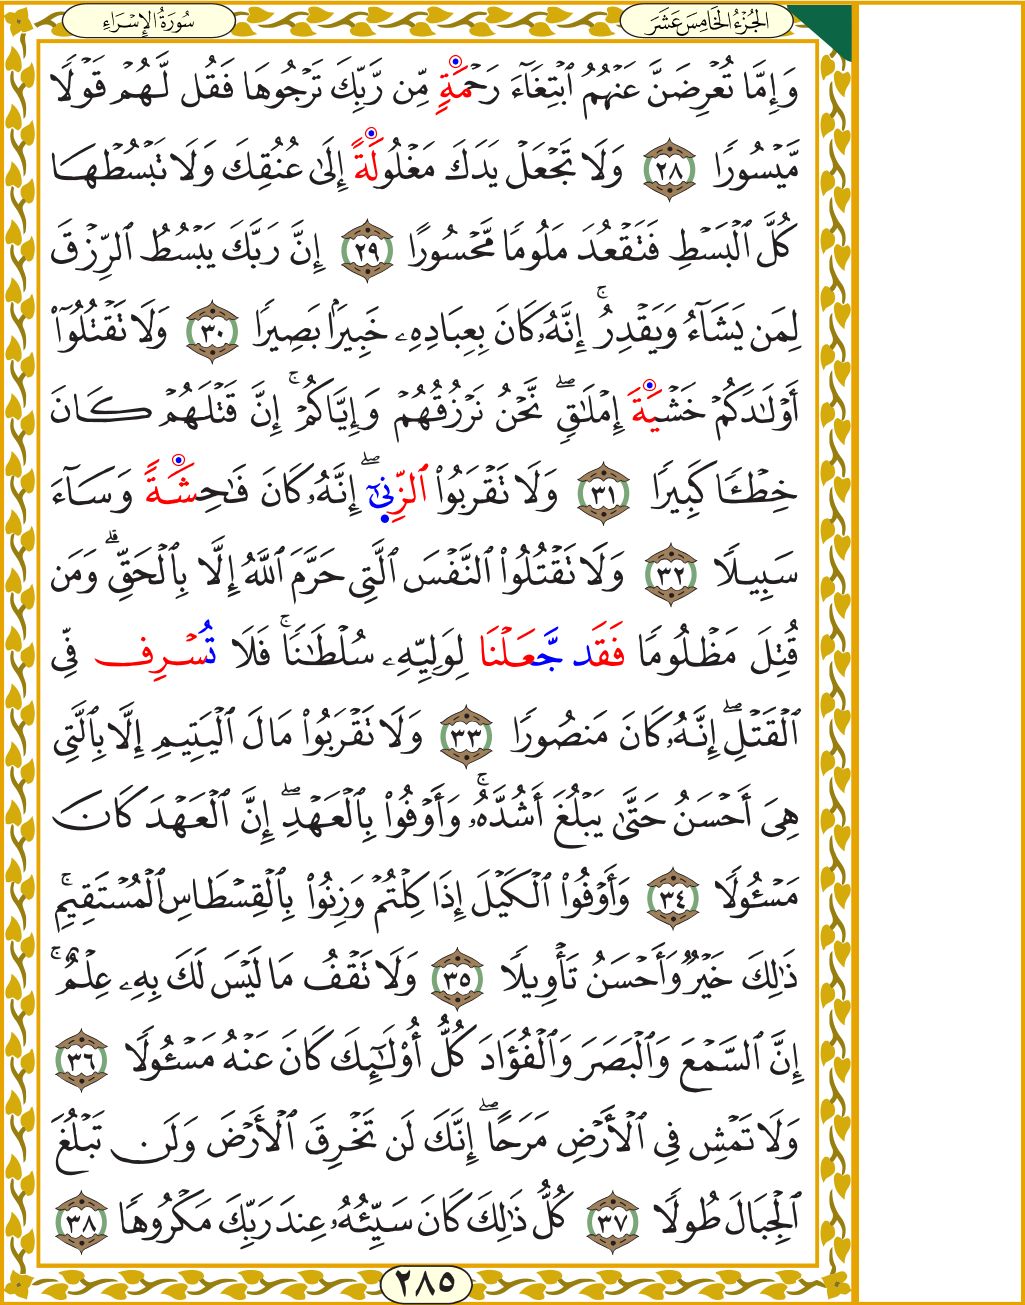 سُورَةُ الإِسْرَاءِ
الجُزْءُ الخَامِسَ عَشَرَ
وَإِمَّا تُعْرِضَنَّ عَنْهُمُ ٱبْتِغَآءَ رَحْمَةٍ مِّن رَّبِّكَ تَرْجُوهَا فَقُل لَّهُمْ قَوْلًا
مَّيْسُورًا ٢٨ وَلَا تَجْعَلْ يَدَكَ مَغْلُولَةً إِلَىٰ عُنُقِكَ وَلَا تَبْسُطْهَا
كُلَّ ٱلْبَسْطِ فَتَقْعُدَ مَلُومًا مَّحْسُورًا ٢٩ إِنَّ رَبَّكَ يَبْسُطُ ٱلرِّزْقَ
لِمَن يَشَآءُ وَيَقْدِرُ ۚ إِنَّهُۥ كَانَ بِعِبَادِهِۦ خَبِيرًۢا بَصِيرًا ٣٠ وَلَا تَقْتُلُوٓا۟
أَوْلَـٰدَكُمْ خَشْيَةَ إِمْلَـٰقٍ ۖ نَّحْنُ نَرْزُقُهُمْ وَإِيَّاكُمْ ۚ إِنَّ قَتْلَهُمْ كَانَ
خِطْـًٔا كَبِيرًا ٣١ وَلَا تَقْرَبُوا۟ ٱلزِّنَىٰٓ ۖ إِنَّهُۥ كَانَ فَـٰحِشَةً وَسَآءَ
سَبِيلًا ٣٢ وَلَا تَقْتُلُوا۟ ٱلنَّفْسَ ٱلَّتِى حَرَّمَ ٱللَّهُ إِلَّا بِٱلْحَقِّ ۗ وَمَن
قُتِلَ مَظْلُومًا فَقَد جَّعَلْنَا لِوَلِيِّهِۦ سُلْطَـٰنًا ۚ فَلَا تُسْرِف فِّى
ٱلْقَتْلِ ۖ إِنَّهُۥ كَانَ مَنصُورًا ٣٣ وَلَا تَقْرَبُوا۟ مَالَ ٱلْيَتِيمِ إِلَّا بِٱلَّتِى
هِىَ أَحْسَنُ حَتَّىٰ يَبْلُغَ أَشُدَّهُۥ ۚ وَأَوْفُوا۟ بِٱلْعَهْدِ ۖ إِنَّ ٱلْعَهْدَ كَانَ
مَسْـُٔولًا ٣٤ وَأَوْفُوا۟ ٱلْكَيْلَ إِذَا كِلْتُمْ وَزِنُوا۟ بِٱلْقِسْطَاسِ ٱلْمُسْتَقِيمِ ۚ
ذَٰلِكَ خَيْرٌ وَأَحْسَنُ تَأْوِيلًا ٣٥ وَلَا تَقْفُ مَا لَيْسَ لَكَ بِهِۦ عِلْمٌ ۚ
إِنَّ ٱلسَّمْعَ وَٱلْبَصَرَ وَٱلْفُؤَادَ كُلُّ أُو۟لَـٰٓئِكَ كَانَ عَنْهُ مَسْـُٔولًا ٣٦
وَلَا تَمْشِ فِى ٱلْأَرْضِ مَرَحًا ۖ إِنَّكَ لَن تَخْرِقَ ٱلْأَرْضَ وَلَن تَبْلُغَ
ٱلْجِبَالَ طُولًا ٣٧ كُلُّ ذَٰلِكَ كَانَ سَيِّئُهُۥ عِندَ رَبِّكَ مَكْرُوهًا ٣٨
٢٨٥